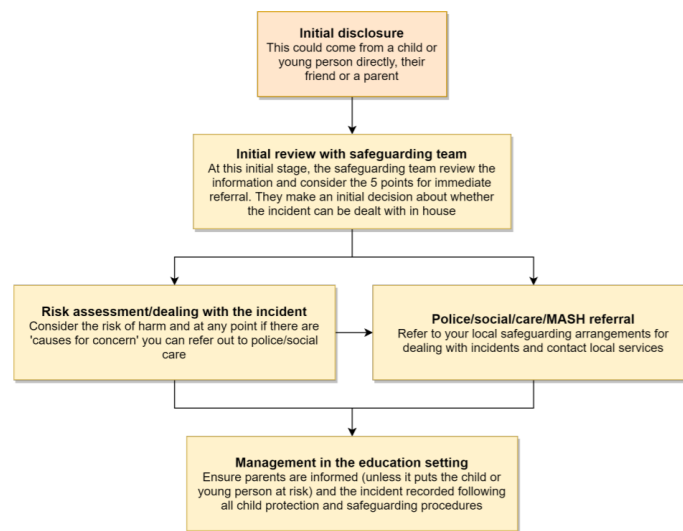 Initial disclosure
This could come from a child or
young person directly, their
friend or a parent
Initial review with safeguarding team
At this initial stage, the safeguarding team review the
information and consider the 5 points for immediate
referral. They make an initial decision about whether
the incident can be dealt with in house
Risk assessment/dealing with the incident
Consider the risk of harm and at any point if there are
'causes for concern' you can refer out to police/social
care
Police/social/care/MASH referral
Refer to your local safeguarding arrangements for
dealing with incidents and contact local services
Management in the education setting
Ensure parents are informed (unless it puts the child or
young person at risk) and the incident recorded following
all child protection and safeguarding procedures